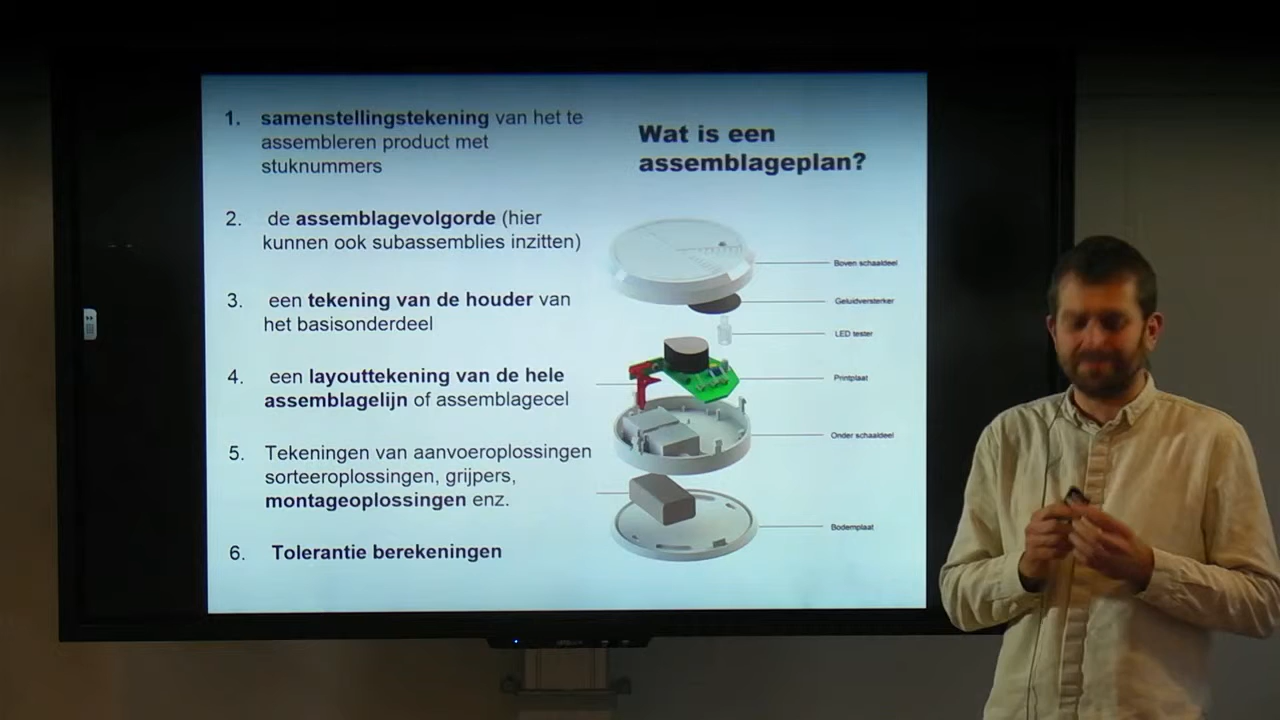 1. samenstellingstekening van het te
assembleren product met
stuknummers
2. de assemblagevolgorde (hier
kunnen ook subassemblies inzitten)
3. een tekening van de houder van
het basisonderdeel
4. een layouttekening van de hele
assemblagelijn of assemblagecel
5. Tekeningen van aanvoeroplossingen
sorteeroplossingen, grijpers,
montageoplossingen enz.
6. Tolerantie berekeningen
Wat is een
assemblageplan?
Boven schaaldeel
Geluidversterker
LED tester
Printplaat
Onder schaaldeel
Bodemplaat